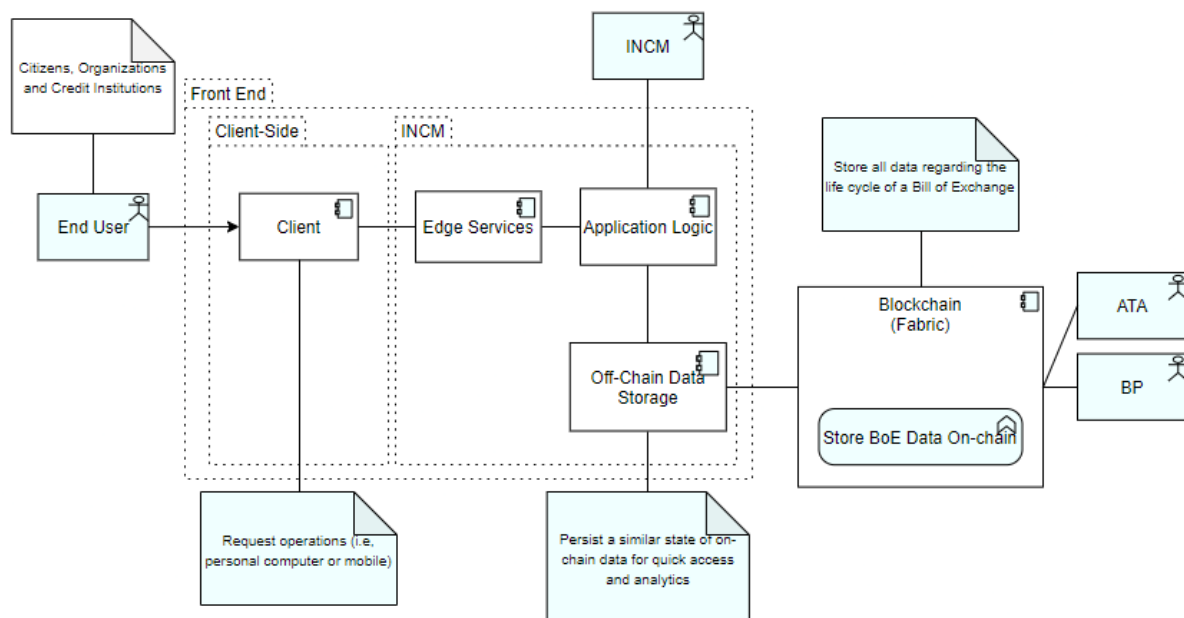 Citizens, Organizations
and Credit Institutions
INCM
Front End
Client-Side
INCM
Store all data regarding the
life cycle of a Bill of Exchange
End User
Client
Edge Services
Application Logic
Blockchain
(Fabric)
ATA
Off-Chain Data
Storage
BP
Store BoE Data On-chain
Request operations (i.e,
personal computer or mobile)
Persist a similar state of on-
chain data for quick access
and analytics